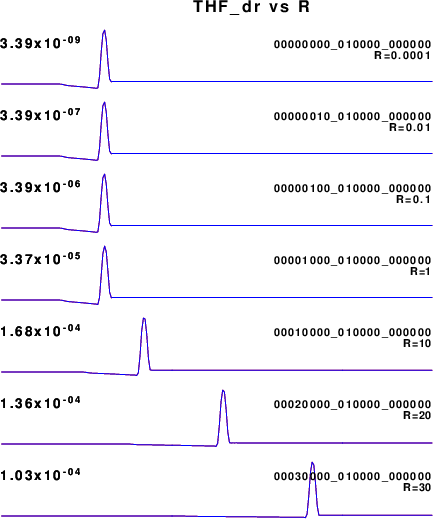 THF_dr vs R
3.39x10-09
00000000_010000_000000
R=0.0001
3.39x10-07
00000010_010000_000000
R=0.01
3.39x10-06
00000100_010000_000000
R=0.1
3.37x10-05
00001000_010000_000000
R=1
1.68x10-04
00010000_010000_000000
R=10
1.36x10-04
00020000_010000_000000
R=20
1.03x10-04
00030000_010000_000000
R=30